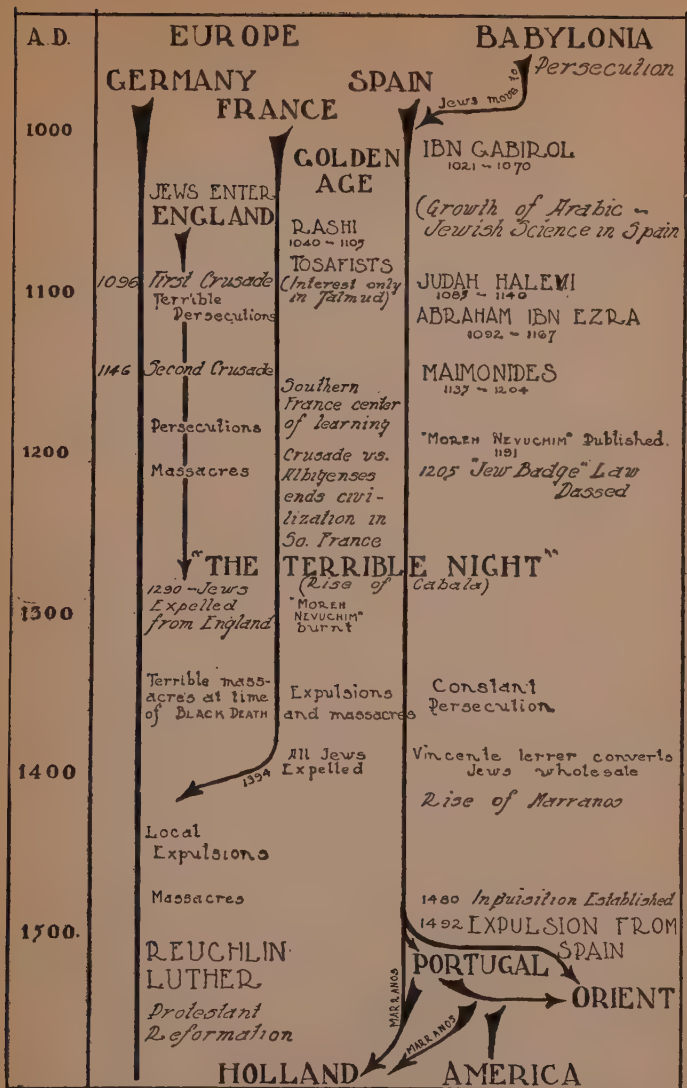 A.D.
EUROPE
BABYLONIA
Persecution
GERMANY
FRANCE
SPAIN
Jews move to
1000
GOLDEN
AGE
IBN GABIROL
1021 - 1070
JEWS ENTER
ENGLAND
(Growth of Arabic -
Jewish Science in Spain
RASHI
1040 - 1105
TOSAFISTS
(Interest only
in Talmud)
1100
1096 First Crusade
Terrible
Persecutions
JUDAH HALEVI
1085 - 1140
ABRAHAM IBN EZRA
1092 - 1167
1146 Second Crusade
MAIMONIDES
1135 - 1204
Southern
France center
of learning
Persecutions
"MOREH NEVUCHIM" Published.
1191
1200
Massacres
Crusade vs.
Albigenses
ends civi-
lization in
So. France
1205 "Jew Badge" Law
Passed
"THE TERRIBLE NIGHT"
(Rise of Cabala)
1290 - Jews
Expelled
from England
"MOREH
NEVUCHIM"
burnt
1300
Terrible mass-
acres at time
of BLACK DEATH
Expulsions
and massacres
Constant
Persecution
1400
1394
All Jews
Expelled
Vincente Ferrer converts
Jews wholesale
Rise of Marranos
Local
Expulsions
Massacres
1480 Inquisition Established
1492 EXPULSION FROM
SPAIN
1500.
REUCHLIN
LUTHER
Protestant
Reformation
PORTUGAL
ORIENT
MARRANOS
MARRANOS
HOLLAND
AMERICA